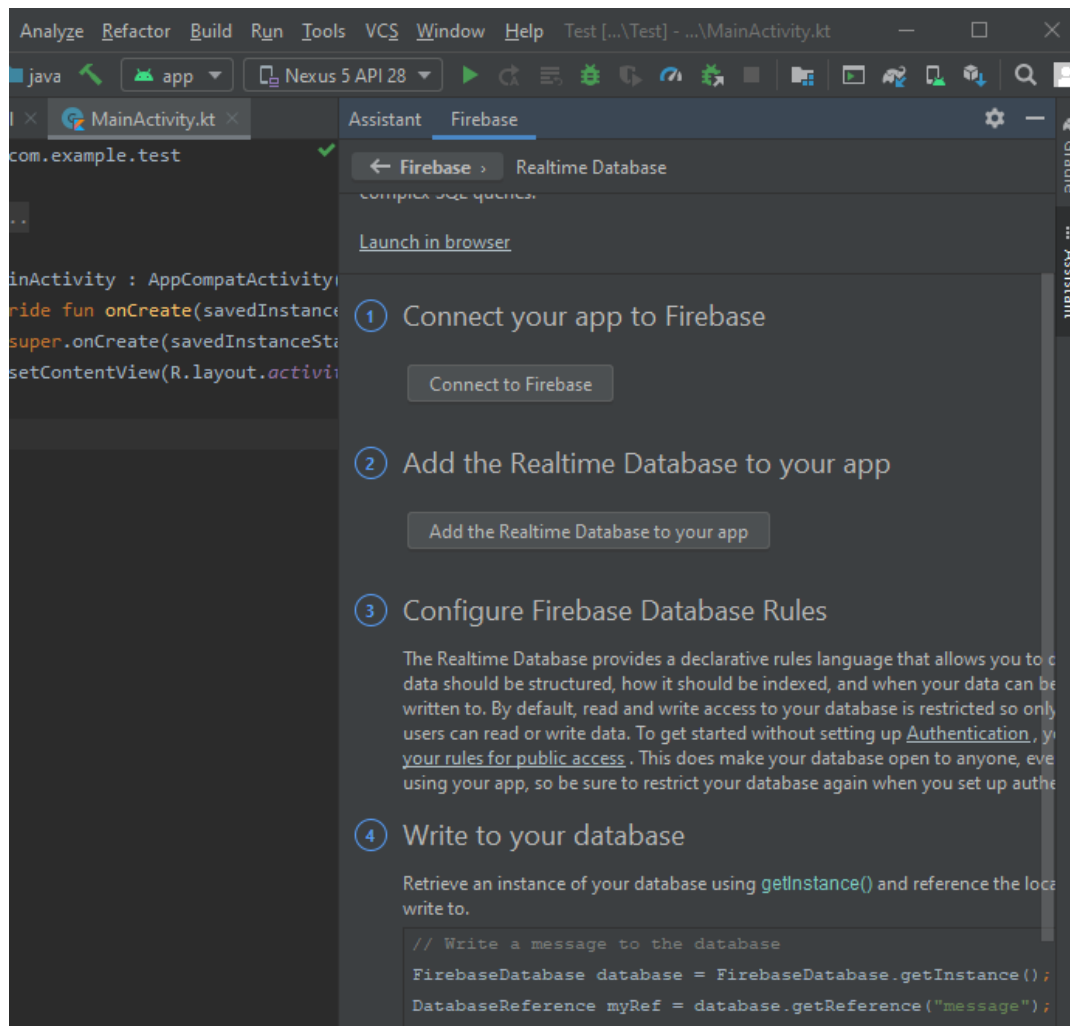 Analyze Refactor Build Run Tools VCS Window Help Test [...\Test] - ...\MainActivity.kt
java app Nexus 5 API 28
MainActivity.kt Assistant Firebase
com.example.test
← Firebase › Realtime Database
complex SQL queries.
..
Launch in browser
inActivity : AppCompatActivity(
ride fun onCreate(savedInstance
super.onCreate(savedInstanceSta
setContentView(R.layout.activit
Gradle
Assistant
1 Connect your app to Firebase
Connect to Firebase
2 Add the Realtime Database to your app
Add the Realtime Database to your app
3 Configure Firebase Database Rules
The Realtime Database provides a declarative rules language that allows you to d
data should be structured, how it should be indexed, and when your data can be
written to. By default, read and write access to your database is restricted so only
users can read or write data. To get started without setting up Authentication , yo
your rules for public access . This does make your database open to anyone, eve
using your app, so be sure to restrict your database again when you set up authe
4 Write to your database
Retrieve an instance of your database using getInstance() and reference the loca
write to.
// Write a message to the database
FirebaseDatabase database = FirebaseDatabase.getInstance();
DatabaseReference myRef = database.getReference("message");